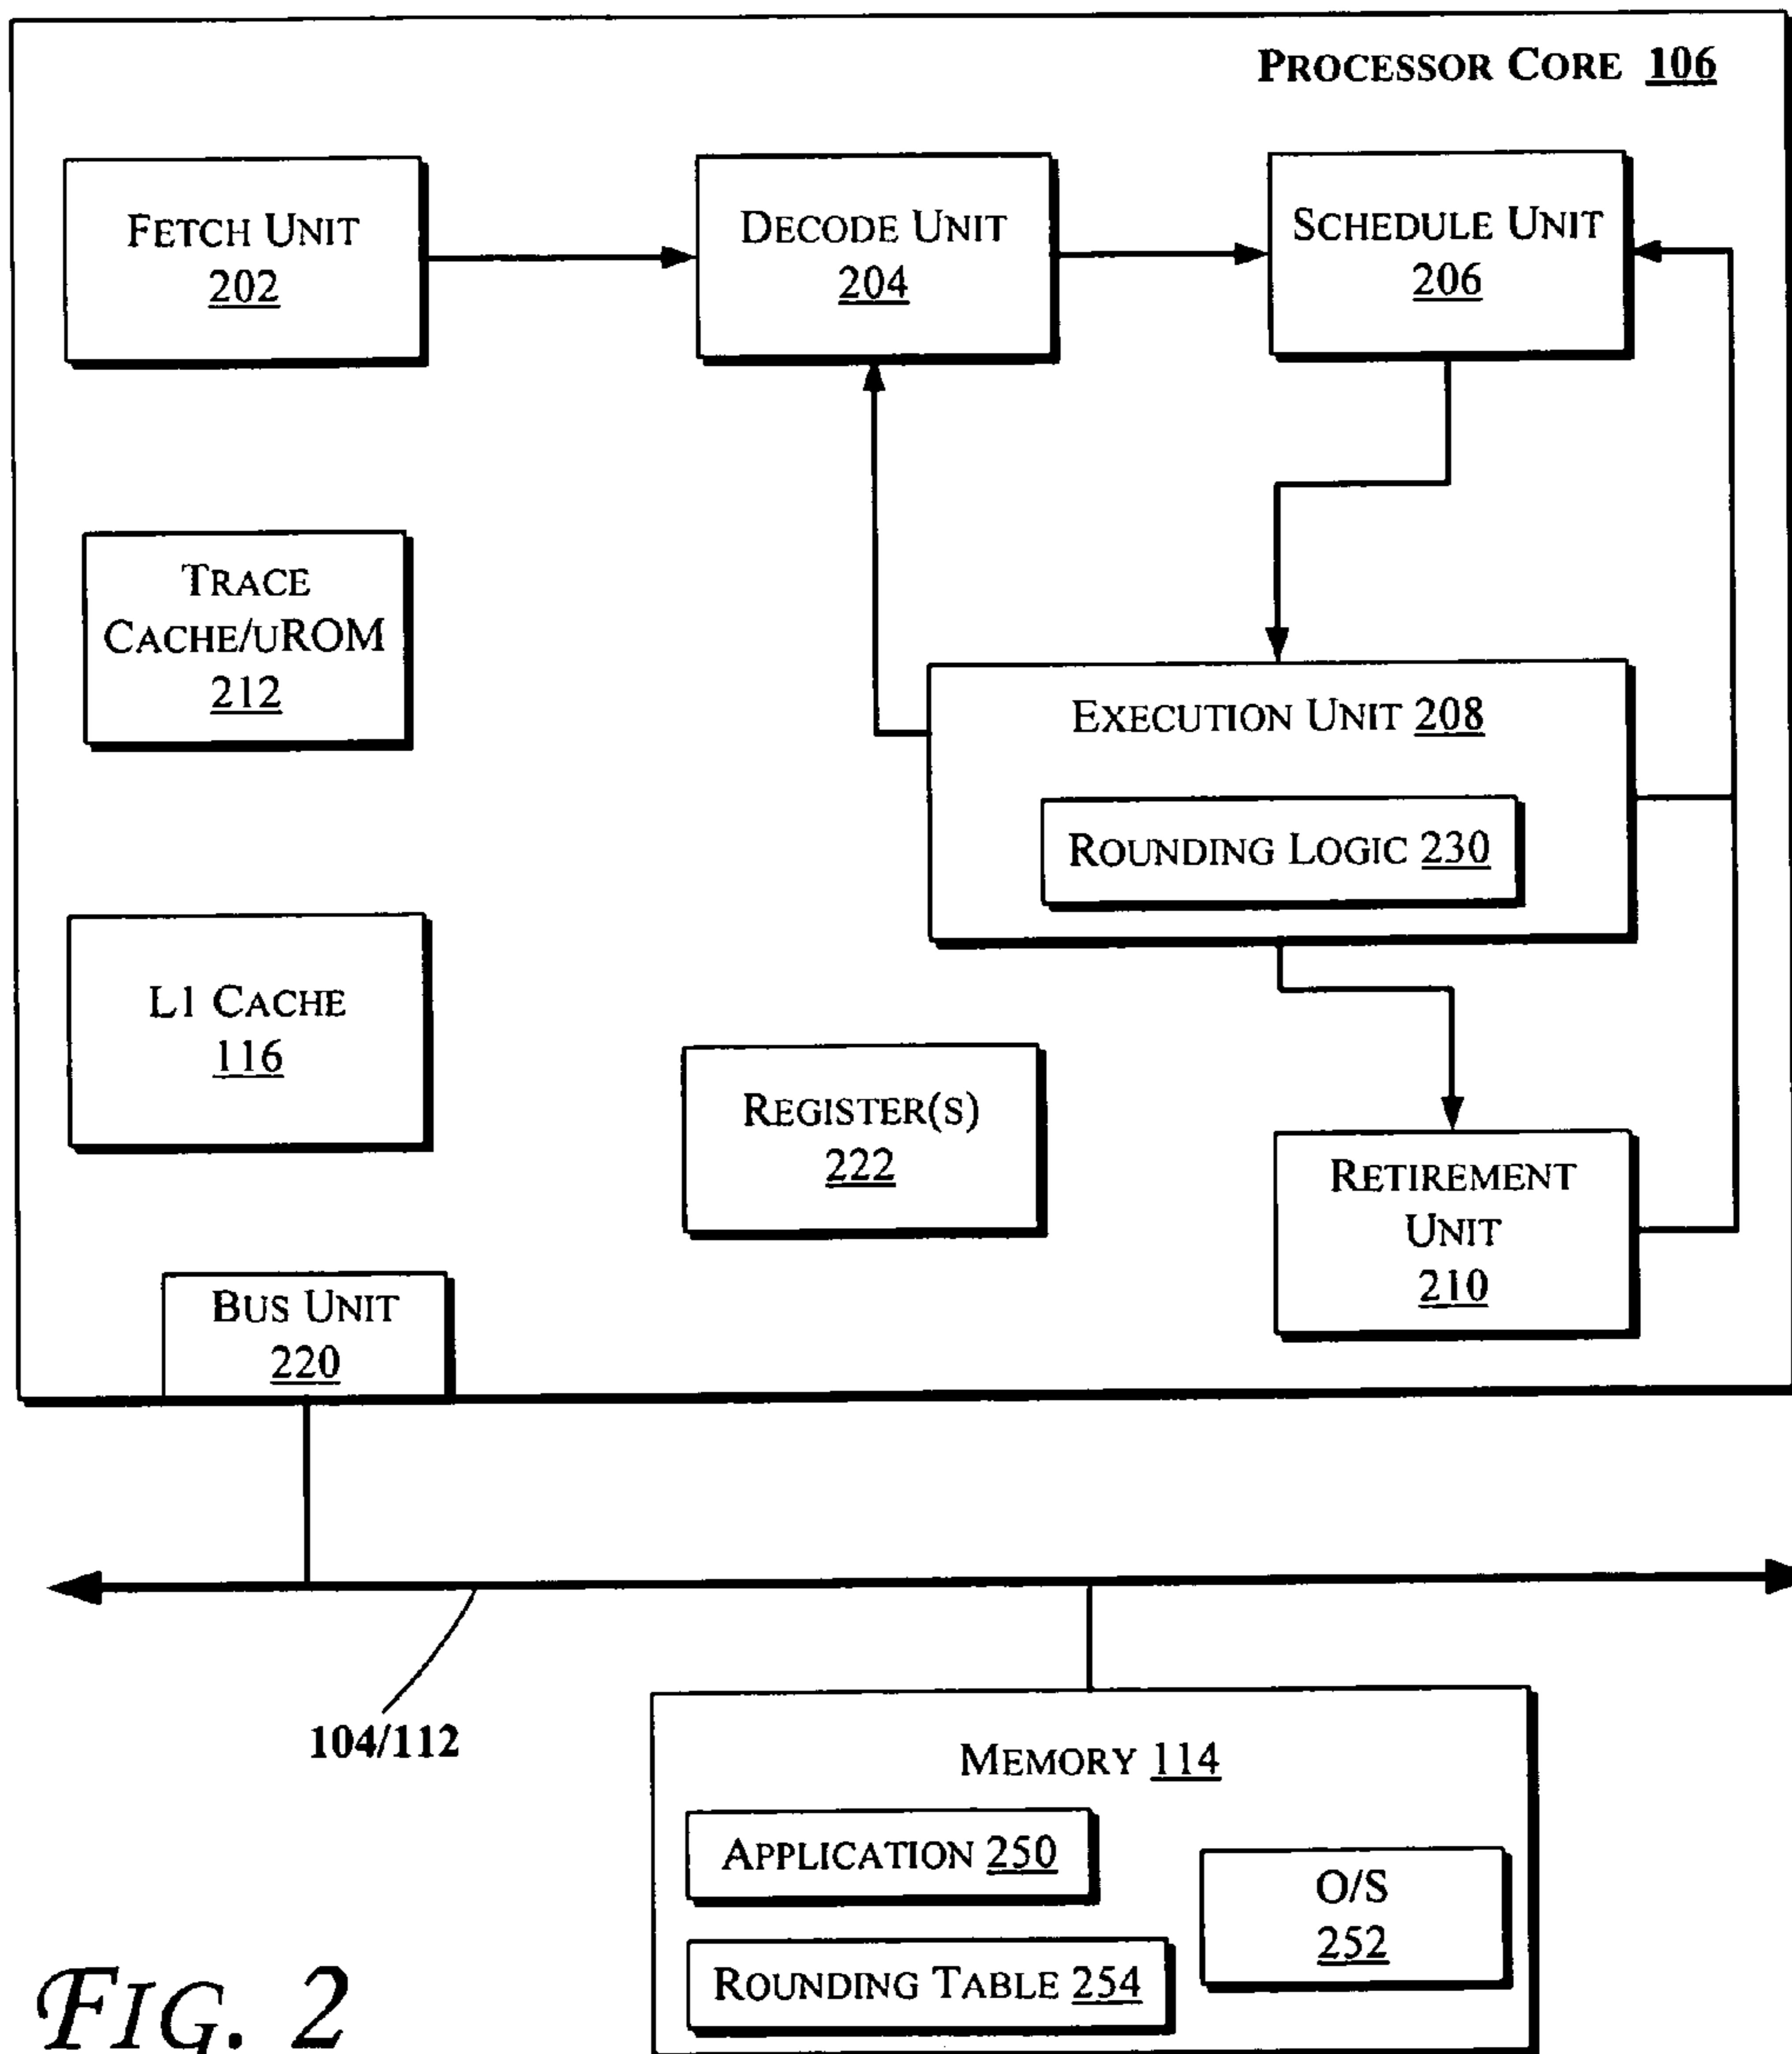 PROCESSOR CORE 106
FETCH UNIT
202
DECODE UNIT
204
SCHEDULE UNIT
206
TRACE
CACHE/UROM
212
EXECUTION UNIT 208
ROUNDING LOGIC 230
L1 CACHE
116
REGISTER(S)
222
RETIREMENT
UNIT
210
BUS UNIT
220
104/112
MEMORY 114
APPLICATION 250
O/S
252
ROUNDING TABLE 254
FIG. 2